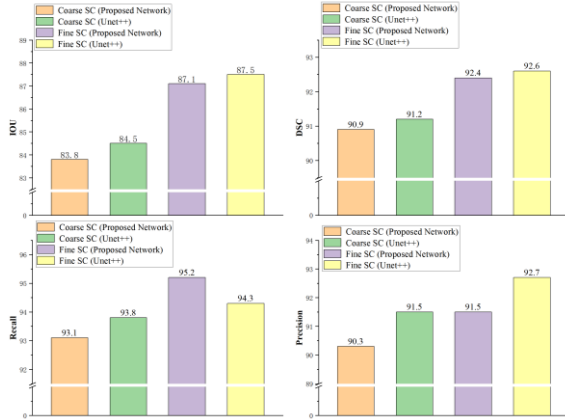 Coarse SC (Proposed Network)
Coarse SC (Unet++)
Fine SC (Proposed Network)
Fine SC (Unet++)
IOU
89
88
87
86
85
84
83
0
83.8
84.5
87.1
87.5
Coarse SC (Proposed Network)
Coarse SC (Unet++)
Fine SC (Proposed Network)
Fine SC (Unet++)
DSC
93
92
91
90
0
90.9
91.2
92.4
92.6
Coarse SC (Proposed Network)
Coarse SC (Unet++)
Fine SC (Proposed Network)
Fine SC (Unet++)
Recall
96
95
94
93
92
0
93.1
93.8
95.2
94.3
Coarse SC (Proposed Network)
Coarse SC (Unet++)
Fine SC (Proposed Network)
Fine SC (Unet++)
Precision
94
93
92
91
90
89
0
90.3
91.5
91.5
92.7